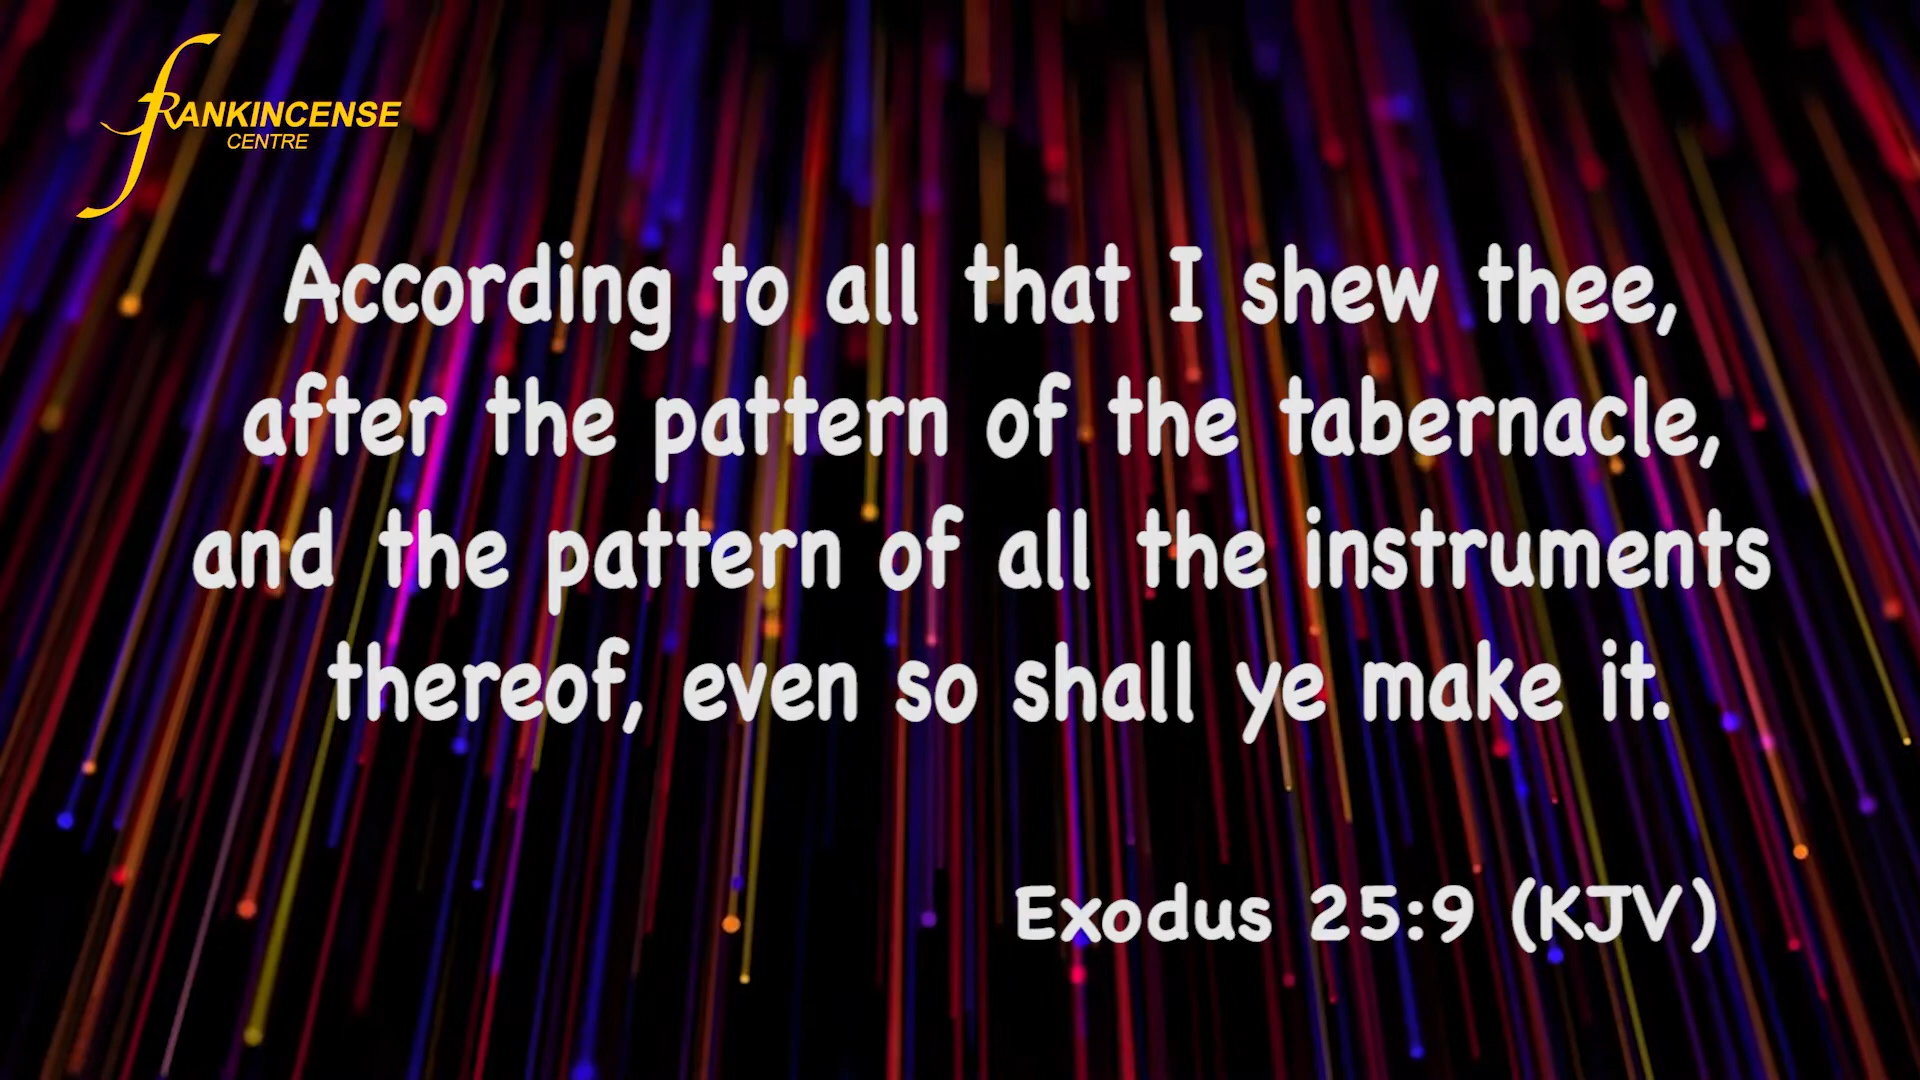 fRANKINCENSE
CENTRE
According to all that I shew thee,
after the pattern of the tabernacle,
and the pattern of all the instruments
thereof, even so shall ye make it.
Exodus 25:9 (KJV)